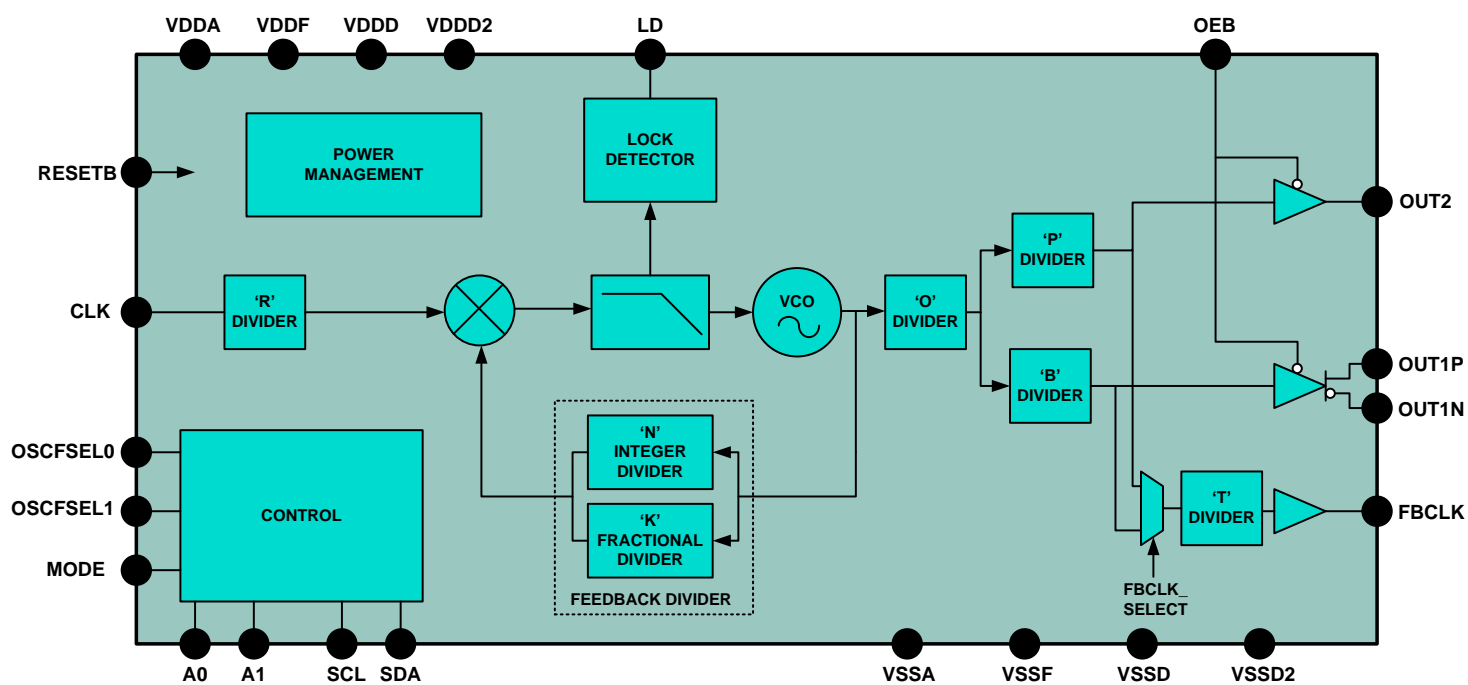 VDDA
VDDF
VDDD
VDDD2
LD
OEB
POWER
MANAGEMENT
LOCK
DETECTOR
RESETB
OUT2
‘P’
DIVIDER
CLK
‘R’
DIVIDER
VCO
‘O’
DIVIDER
‘B’
DIVIDER
OUT1P
OUT1N
OSCFSEL0
OSCFSEL1
MODE
CONTROL
‘N’
INTEGER
DIVIDER
‘K’
FRACTIONAL
DIVIDER
FEEDBACK DIVIDER
‘T’
DIVIDER
FBCLK
FBCLK_
SELECT
A0
A1
SCL
SDA
VSSA
VSSF
VSSD
VSSD2